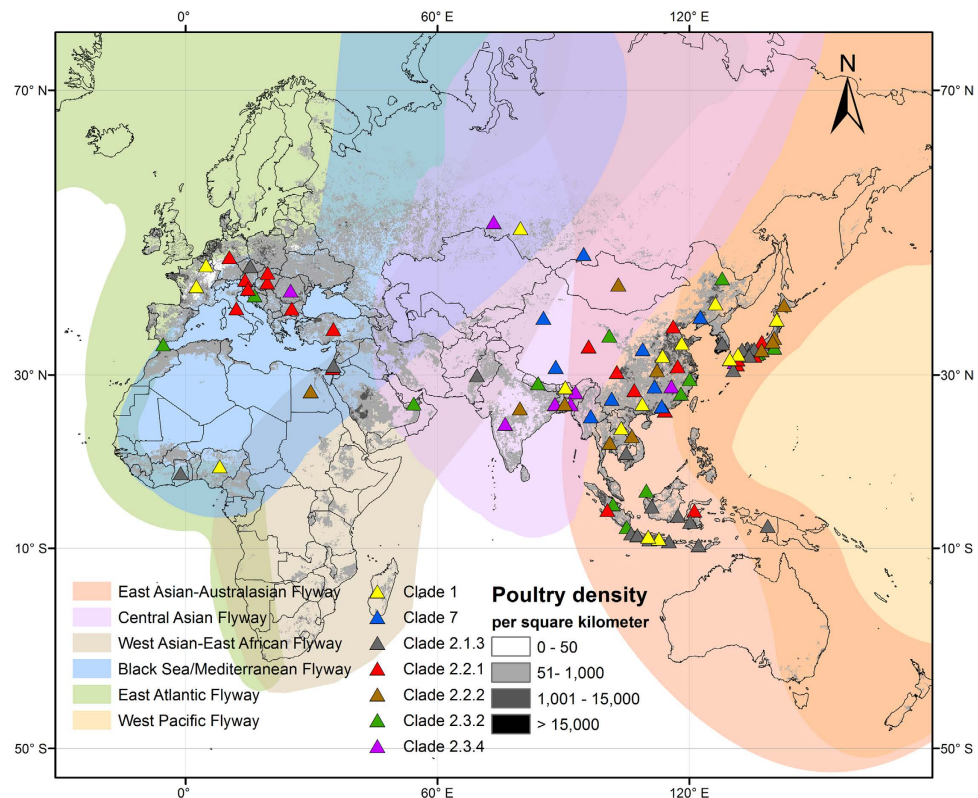 0° 60° E 120° E
N
70° N 70° N
30° N 30° N
10° S 10° S
50° S 50° S
East Asian-Australasian Flyway
Central Asian Flyway
West Asian-East African Flyway
Black Sea/Mediterranean Flyway
East Atlantic Flyway
West Pacific Flyway
Clade 1
Clade 7
Clade 2.1.3
Clade 2.2.1
Clade 2.2.2
Clade 2.3.2
Clade 2.3.4
Poultry density
per square kilometer
0 - 50
51- 1,000
1,001 - 15,000
> 15,000
0° 60° E 120° E